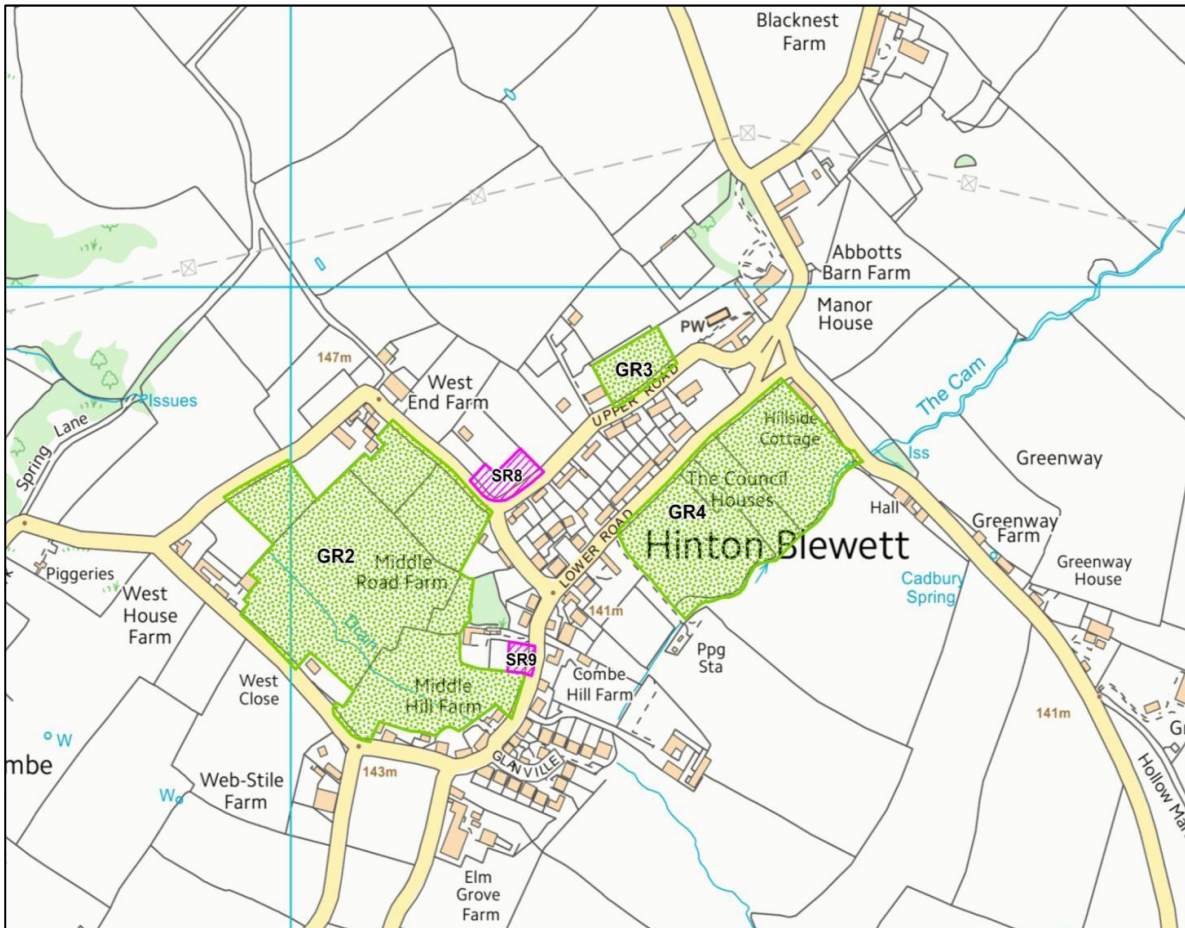 Blacknest
Farm
Abbotts
Barn Farm
Manor
House
PW
GR3
UPPER ROAD
147m
West
End Farm
Issues
Spring Lane
The Cam
Hillside
Cottage
Iss
Greenway
SR8
The Council
Houses
GR4
LOWER ROAD
Hall
Hinton Blewett
Greenway
Farm
Greenway
House
Cadbury
Spring
GR2
Middle
Road Farm
Piggeries
West
House
Farm
Drain
141m
SR9
Ppg
Sta
Combe
Hill Farm
West
Close
Middle
Hill Farm
141m
W
mbe
GLANVILLE
143m
Web-Stile
Farm
W
Elm
Grove
Farm
Gr
Hollow Mar